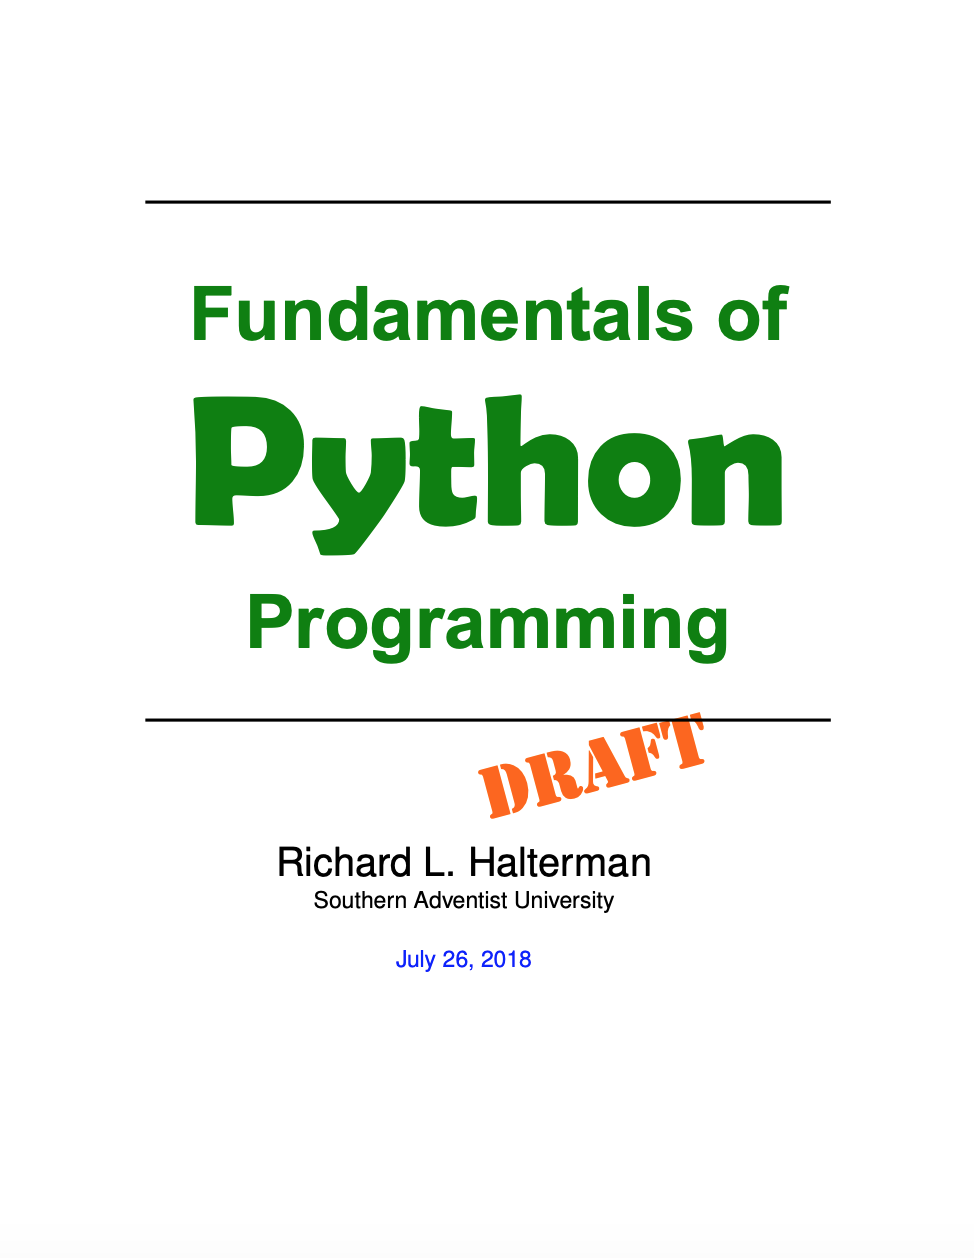 Fundamentals of
Python
Programming
DRAFT
Richard L. Halterman
Southern Adventist University
July 26, 2018